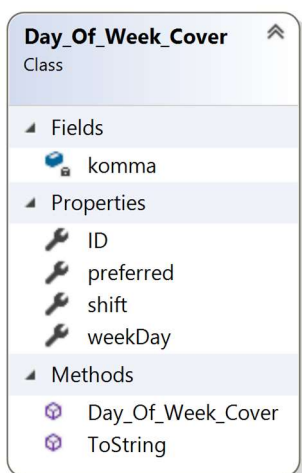 Day_Of_Week_Cover
Class
Fields
komma
Properties
ID
preferred
shift
weekDay
Methods
Day_Of_Week_Cover
ToString